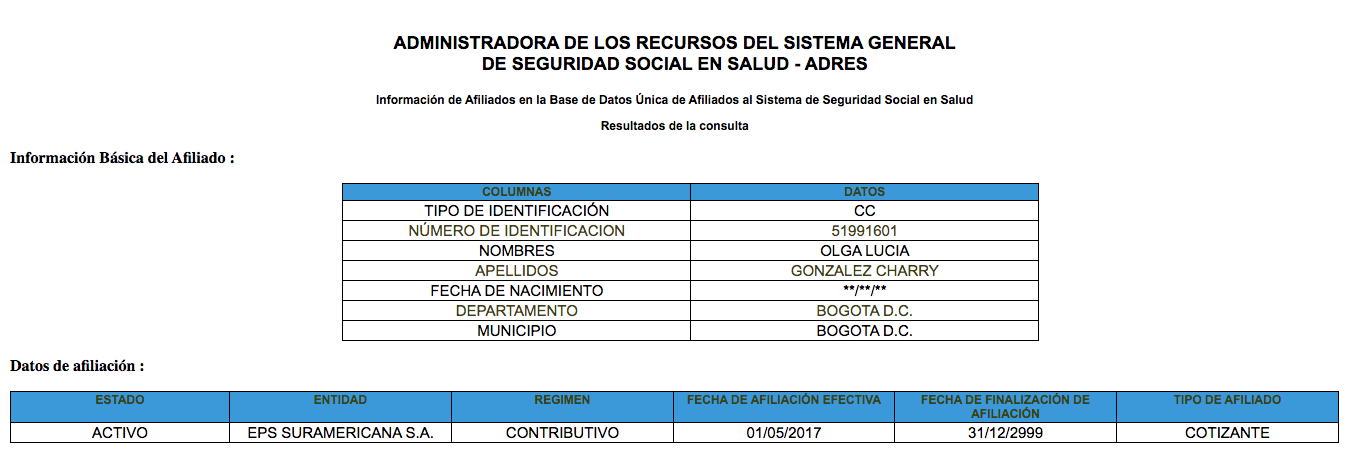 ADMINISTRADORA DE LOS RECURSOS DEL SISTEMA GENERAL
DE SEGURIDAD SOCIAL EN SALUD - ADRES
Información de Afiliados en la Base de Datos Única de Afiliados al Sistema de Seguridad Social en Salud
Resultados de la consulta
Información Básica del Afiliado :
COLUMNAS DATOS
TIPO DE IDENTIFICACIÓN CC
NÚMERO DE IDENTIFICACION 51991601
NOMBRES OLGA LUCIA
APELLIDOS GONZALEZ CHARRY
FECHA DE NACIMIENTO **/**/**
DEPARTAMENTO BOGOTA D.C.
MUNICIPIO BOGOTA D.C.
Datos de afiliación :
ESTADO ENTIDAD REGIMEN FECHA DE AFILIACIÓN EFECTIVA FECHA DE FINALIZACIÓN DE AFILIACIÓN TIPO DE AFILIADO
ACTIVO EPS SURAMERICANA S.A. CONTRIBUTIVO 01/05/2017 31/12/2999 COTIZANTE